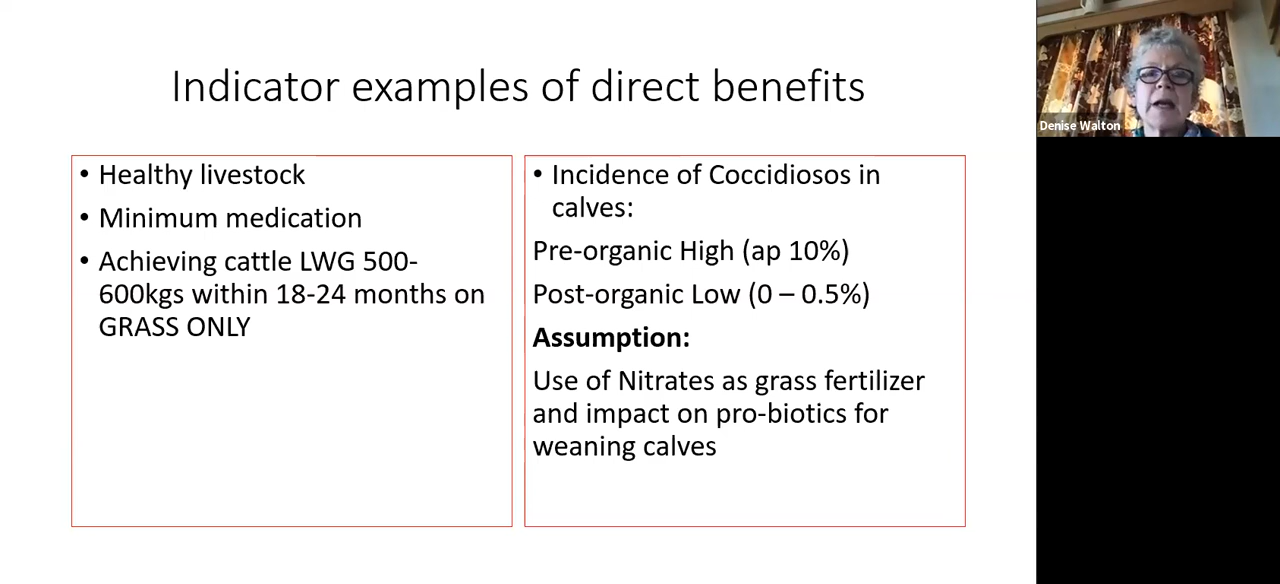 Indicator examples of direct benefits
• Healthy livestock
• Minimum medication
• Achieving cattle LWG 500-
600kgs within 18-24 months on
GRASS ONLY
• Incidence of Coccidiosos in
calves:
Pre-organic High (ap 10%)
Post-organic Low (0 – 0.5%)
Assumption:
Use of Nitrates as grass fertilizer
and impact on pro-biotics for
weaning calves
Denise Walton